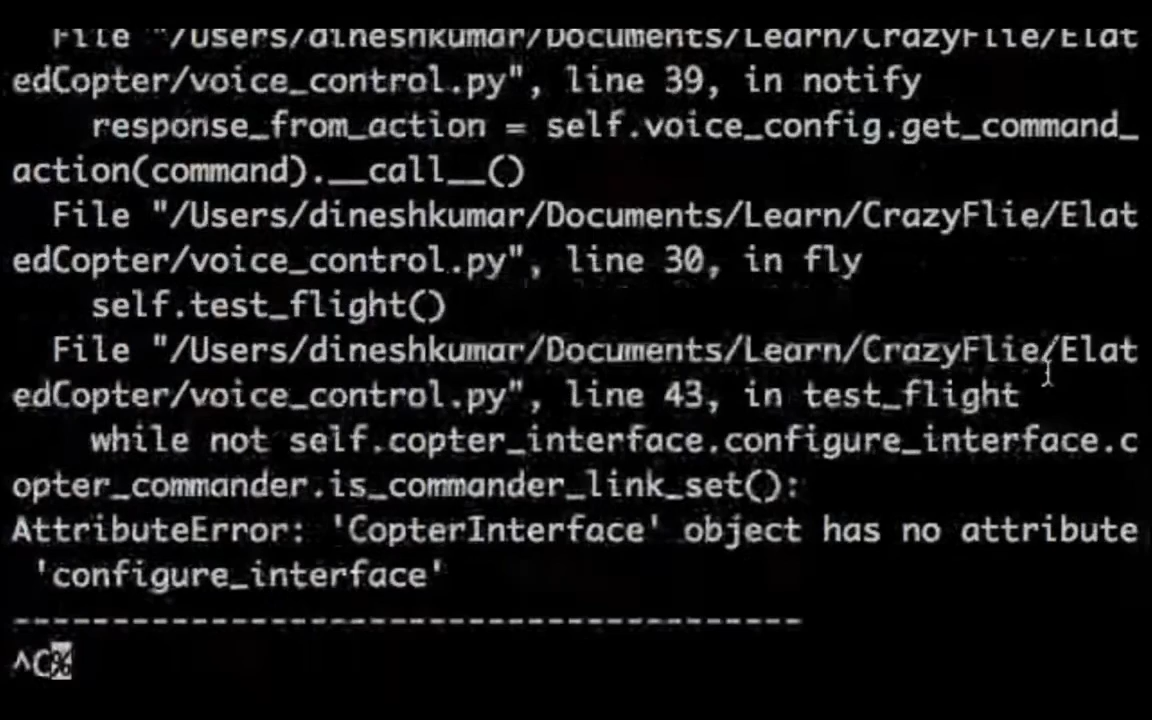 File "/Users/dineshkumar/Documents/Learn/CrazyFlie/Elat
edCopter/voice_control.py", line 39, in notify
    response_from_action = self.voice_config.get_command_
action(command).__call__()
  File "/Users/dineshkumar/Documents/Learn/CrazyFlie/Elat
edCopter/voice_control.py", line 30, in fly
    self.test_flight()
  File "/Users/dineshkumar/Documents/Learn/CrazyFlie/Elat
edCopter/voice_control.py", line 43, in test_flight
    while not self.copter_interface.configure_interface.c
opter_commander.is_commander_link_set():
AttributeError: 'CopterInterface' object has no attribute
 'configure_interface'
----------------------------------------
^C%